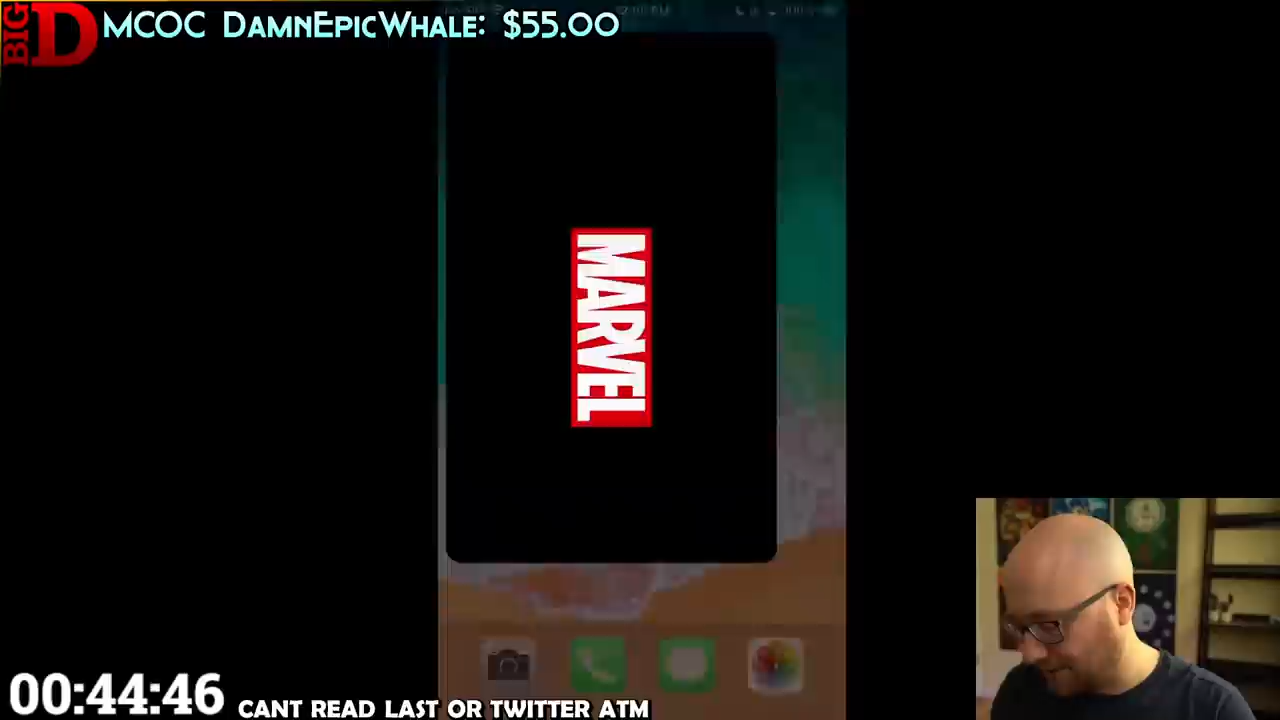 BIG D
MCOC DamnEpicWhale: $55.00
MARVEL
00:44:46
CANT READ LAST OR TWITTER ATM